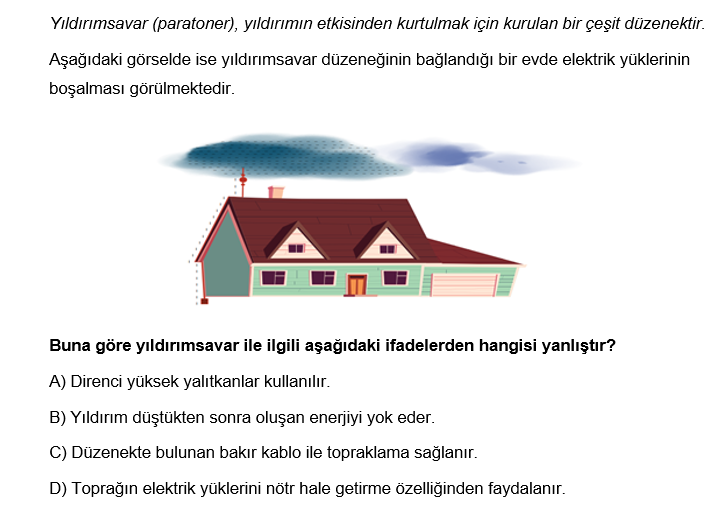 Yıldırımsavar (paratoner), yıldırımın etkisinden kurtulmak için kurulan bir çeşit düzenektir.
Aşağıdaki görselde ise yıldırımsavar düzeneğinin bağlandığı bir evde elektrik yüklerinin
boşalması görülmektedir.
Buna göre yıldırımsavar ile ilgili aşağıdaki ifadelerden hangisi yanlıştır?
A) Direnci yüksek yalıtkanlar kullanılır.
B) Yıldırım düştükten sonra oluşan enerjiyi yok eder.
C) Düzenekte bulunan bakır kablo ile topraklama sağlanır.
D) Toprağın elektrik yüklerini nötr hale getirme özelliğinden faydalanır.